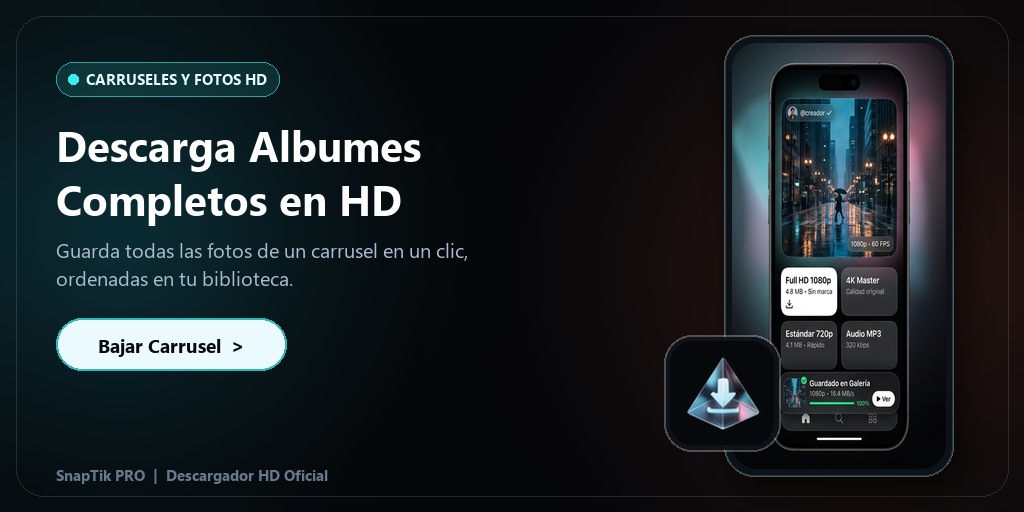 CARRUSELES Y FOTOS HD
Descarga Albumes
Completos en HD
Guarda todas las fotos de un carrusel en un clic,
ordenadas en tu biblioteca.
Bajar Carrusel >
SnapTik PRO | Descargador HD Oficial
@creador ✓
1080p • 60 FPS
Full HD 1080p
4.8 MB • Sin marca
4K Master
Calidad original
Estándar 720p
4.1 MB • Rápido
Audio MP3
320 kbps
Guardado en Galería
1080p • 18.4 MB/s
100%
Ver